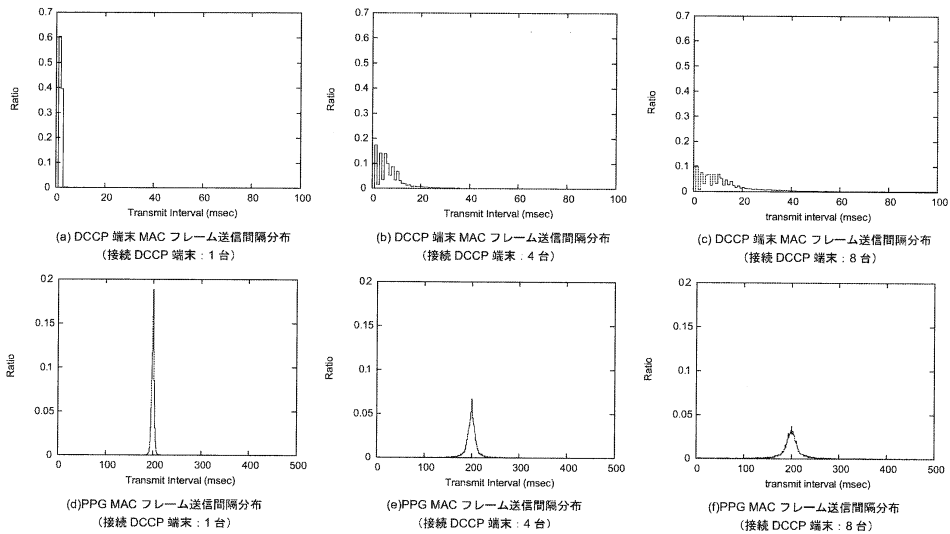 0.7
0.6
0.5
0.4
0.3
0.2
0.1
0
Ratio
0 20 40 60 80 100
Transmit Interval (msec)
(a) DCCP 端末 MAC フレーム送信間隔分布
(接続 DCCP 端末：1 台)
0.7
0.6
0.5
0.4
0.3
0.2
0.1
0
Ratio
0 20 40 60 80 100
Transmit Interval (msec)
(b) DCCP 端末 MAC フレーム送信間隔分布
(接続 DCCP 端末．4 台)
0.7
0.6
0.5
0.4
0.3
0.2
0.1
0
Ratio
0 20 40 60 80 100
transmit interval (msec)
(c) DCCP 端末 MAC フレーム送信間隔分布
(接続 DCCP 端末：8 台)
0.2
0.15
0.1
0.05
0
Ratio
0 100 200 300 400 500
Transmit Interval (msec)
(d)PPG MAC フレーム送信間隔分布
(接続 DCCP 端末：1 台)
0.2
0.15
0.1
0.05
0
Ratio
0 100 200 300 400 500
Transmit Interval (msec)
(e)PPG MAC フレーム送信間隔分布
(接続 DCCP 端末：4 台)
0.2
0.15
0.1
0.05
0
Ratio
0 100 200 300 400 500
transmit interval (msec)
(f)PPG MAC フレーム送信間隔分布
(接続 DCCP 端末：8 台)